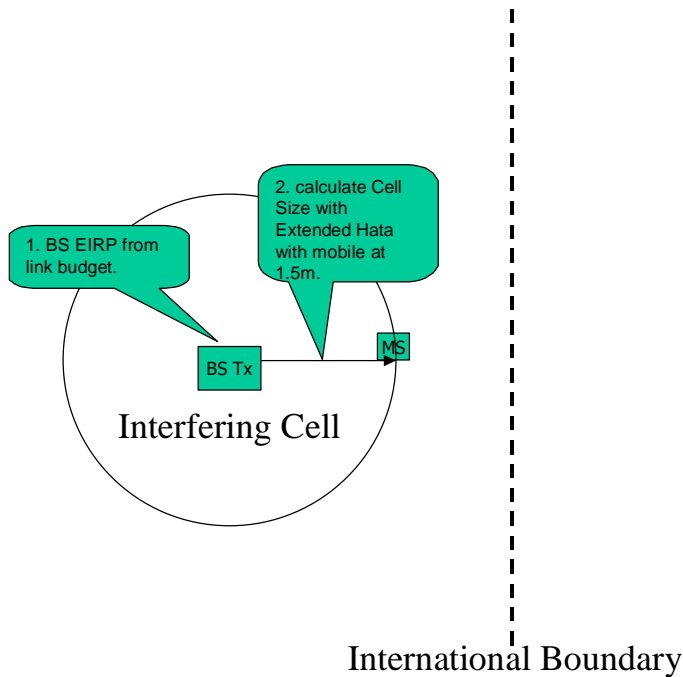 2. calculate Cell
Size with
Extended Hata
with mobile at
1.5m.
1. BS EIRP from
link budget.
MS
BS Tx
Interfering Cell
International Boundary